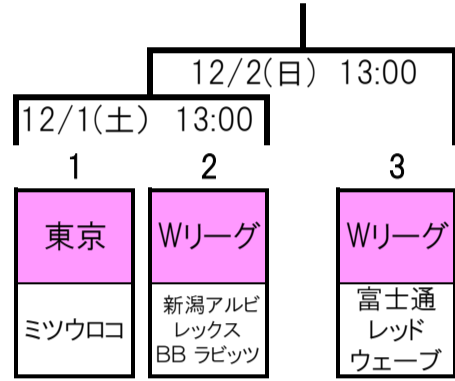 12/2(日) 13:00
12/1(土) 13:00
1 2 3
東京 Wリーグ Wリーグ
ミツウロコ
新潟アルビ
レックス
BB ラビッツ
富士通
レッド
ウェーブ